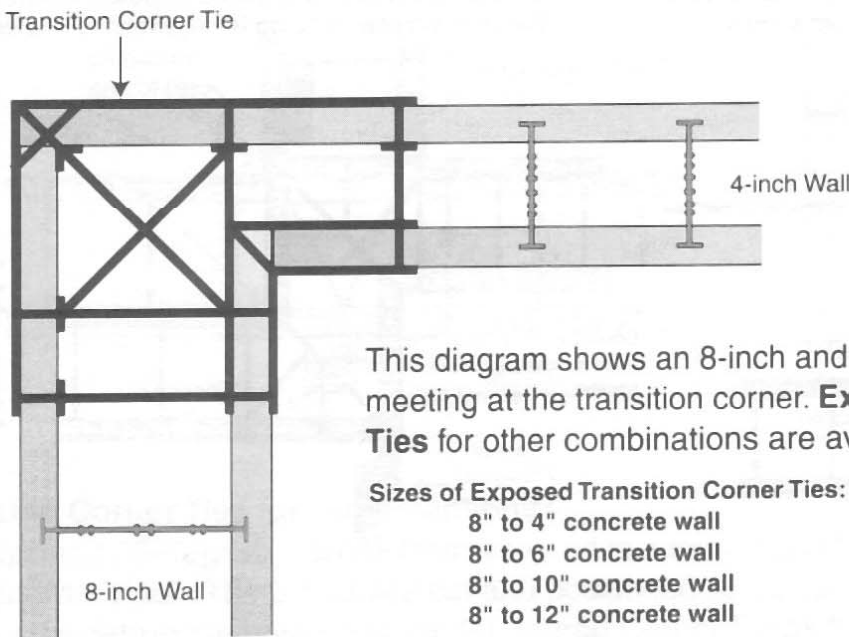 Transition Corner Tie
4-inch Wall
This diagram shows an 8-inch and
meeting at the transition corner.
Ties for other combinations are
Sizes of Exposed Transition Corner Ties:
8" to 4" concrete wall
8" to 6" concrete wall
8" to 10" concrete wall
8" to 12" concrete wall
8-inch Wall